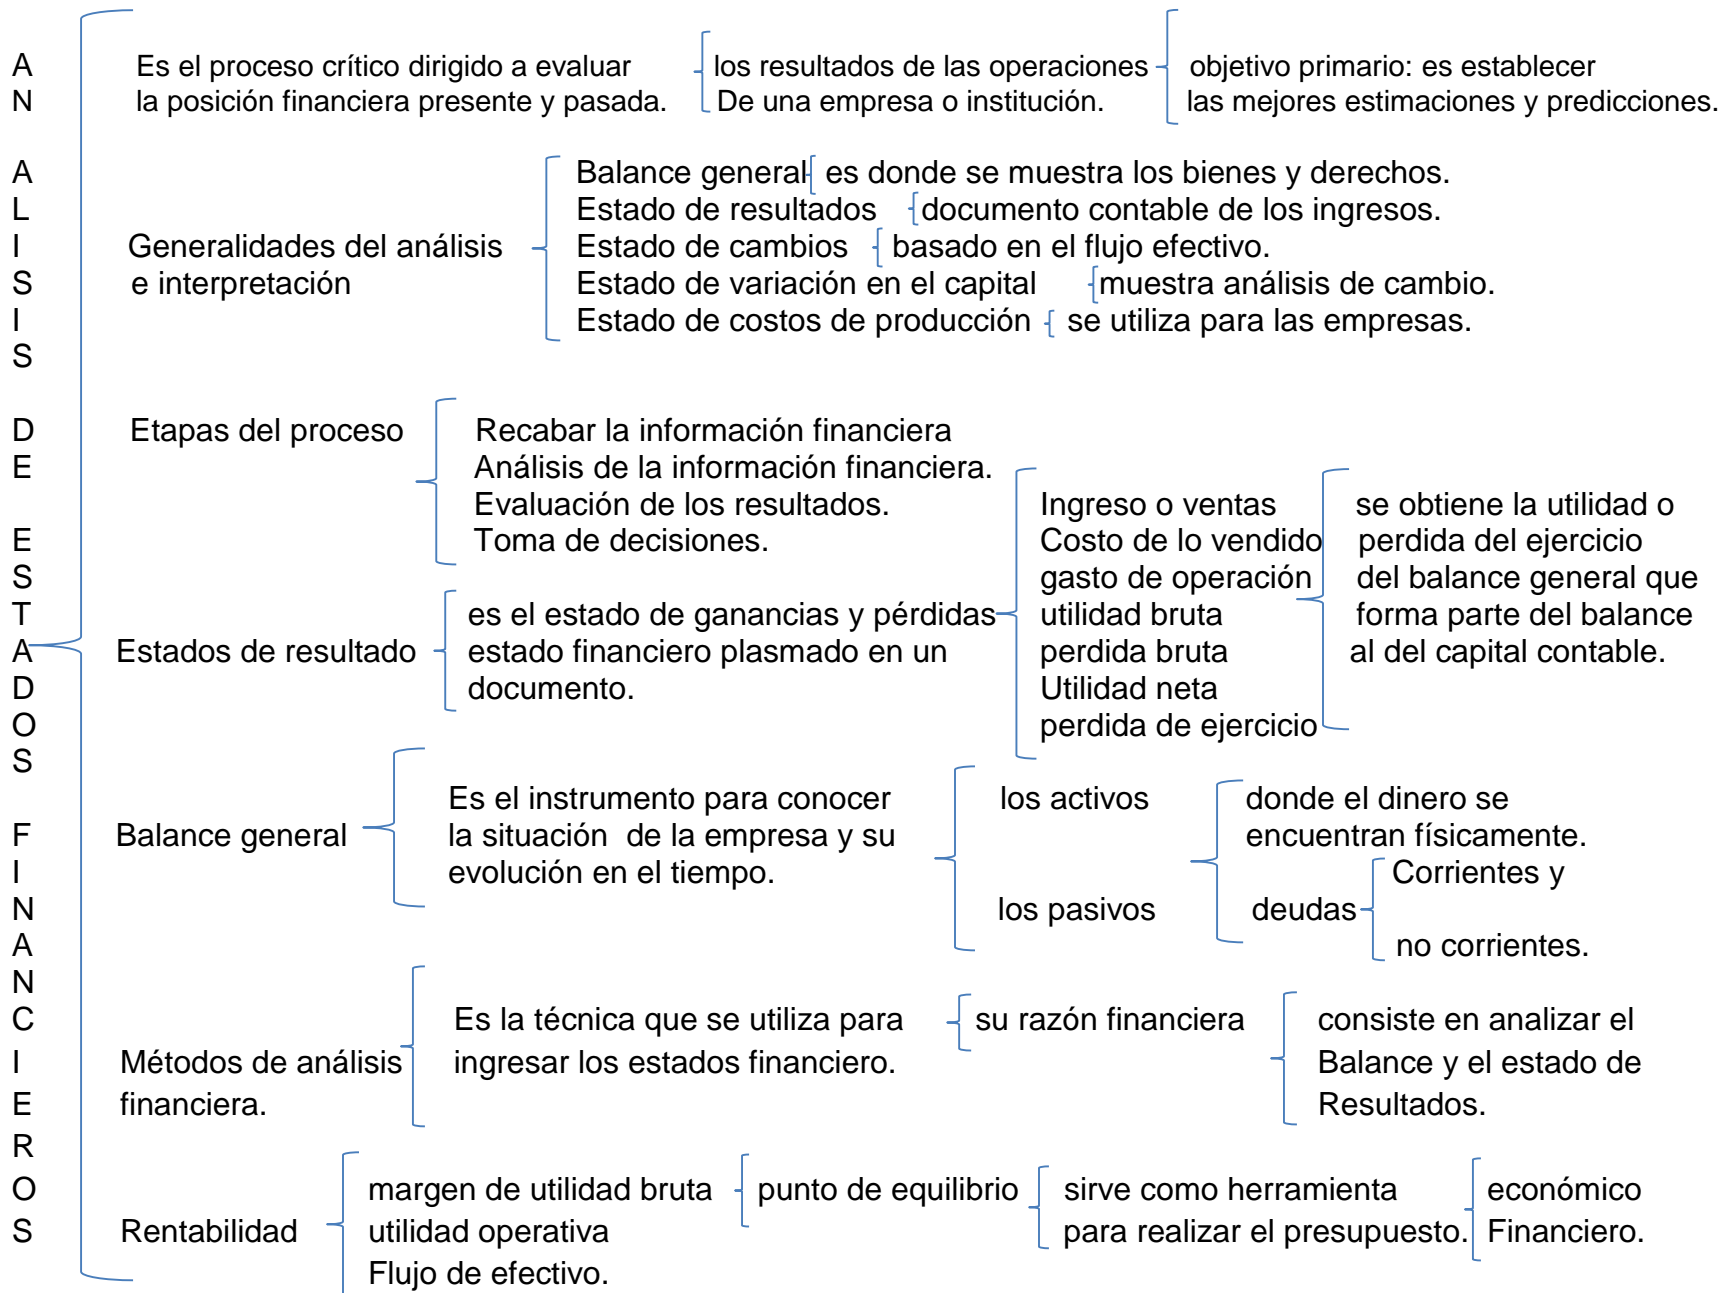 AN ALISIS DE ESTADOS FINANCIEROS
Es el proceso crítico dirigido a evaluar
la posición financiera presente y pasada.
los resultados de las operaciones
De una empresa o institución.
objetivo primario: es establecer
las mejores estimaciones y predicciones.
Generalidades del análisis
e interpretación
Balance general es donde se muestra los bienes y derechos.
Estado de resultados documento contable de los ingresos.
Estado de cambios basado en el flujo efectivo.
Estado de variación en el capital muestra análisis de cambio.
Estado de costos de producción se utiliza para las empresas.
Etapas del proceso
Recabar la información financiera
Análisis de la información financiera.
Evaluación de los resultados.
Toma de decisiones.
Estados de resultado
es el estado de ganancias y pérdidas
estado financiero plasmado en un
documento.
Ingreso o ventas
Costo de lo vendido
gasto de operación
utilidad bruta
perdida bruta
Utilidad neta
perdida de ejercicio
se obtiene la utilidad o
perdida del ejercicio
del balance general que
forma parte del balance
al del capital contable.
Balance general
Es el instrumento para conocer
la situación de la empresa y su
evolución en el tiempo.
los activos
donde el dinero se
encuentran físicamente.
los pasivos
deudas
Corrientes y
no corrientes.
Métodos de análisis
financiera.
Es la técnica que se utiliza para
ingresar los estados financiero.
su razón financiera
consiste en analizar el
Balance y el estado de
Resultados.
Rentabilidad
margen de utilidad bruta
utilidad operativa
Flujo de efectivo.
punto de equilibrio
sirve como herramienta
para realizar el presupuesto.
económico
Financiero.